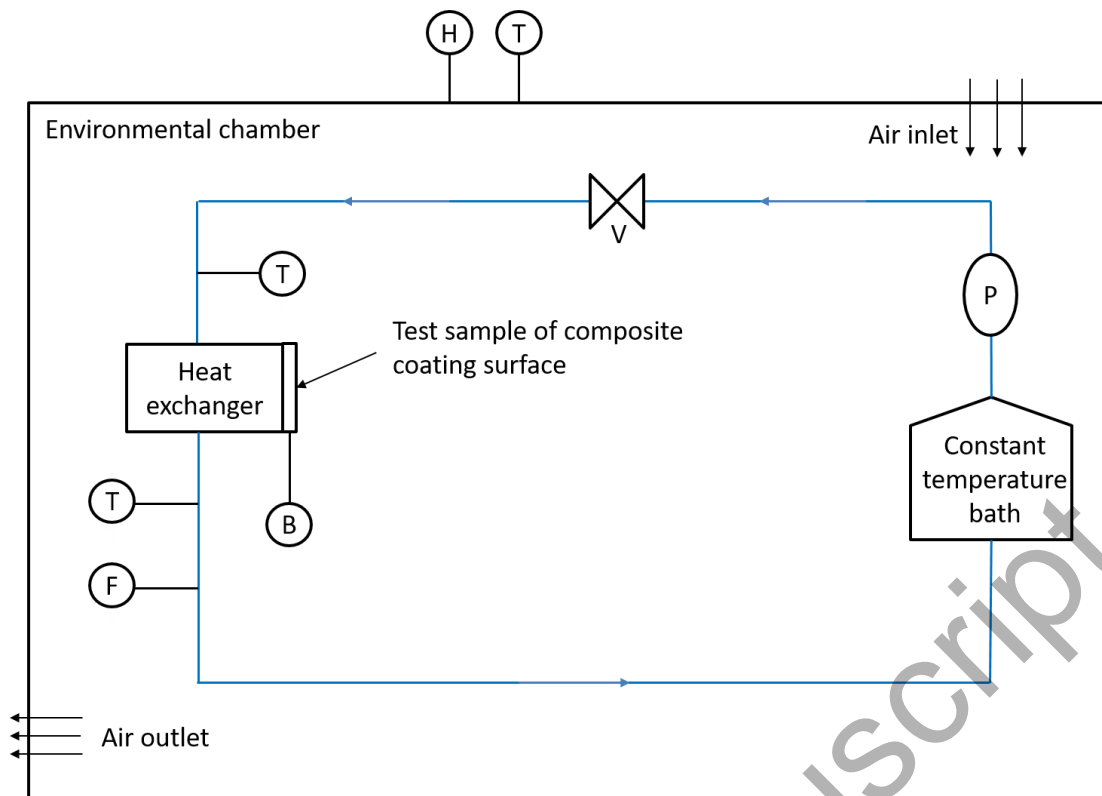 H
T
Environmental chamber
Air inlet
V
T
P
Test sample of composite
coating surface
Heat
exchanger
Constant
temperature
bath
T
B
F
Air outlet